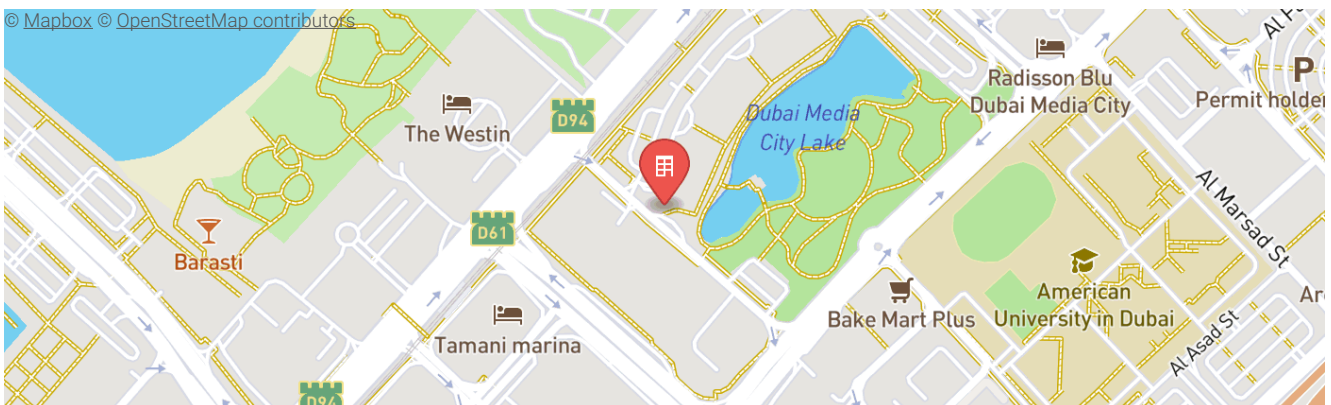 © Mapbox © OpenStreetMap contributors
The Westin
D94
Dubai Media
City Lake
Radisson Blu
Dubai Media City
P
Permit holder
Barasti
D61
Al Marsad St
American
University in Dubai
Bake Mart Plus
Tamani marina
Al Asad St
D94